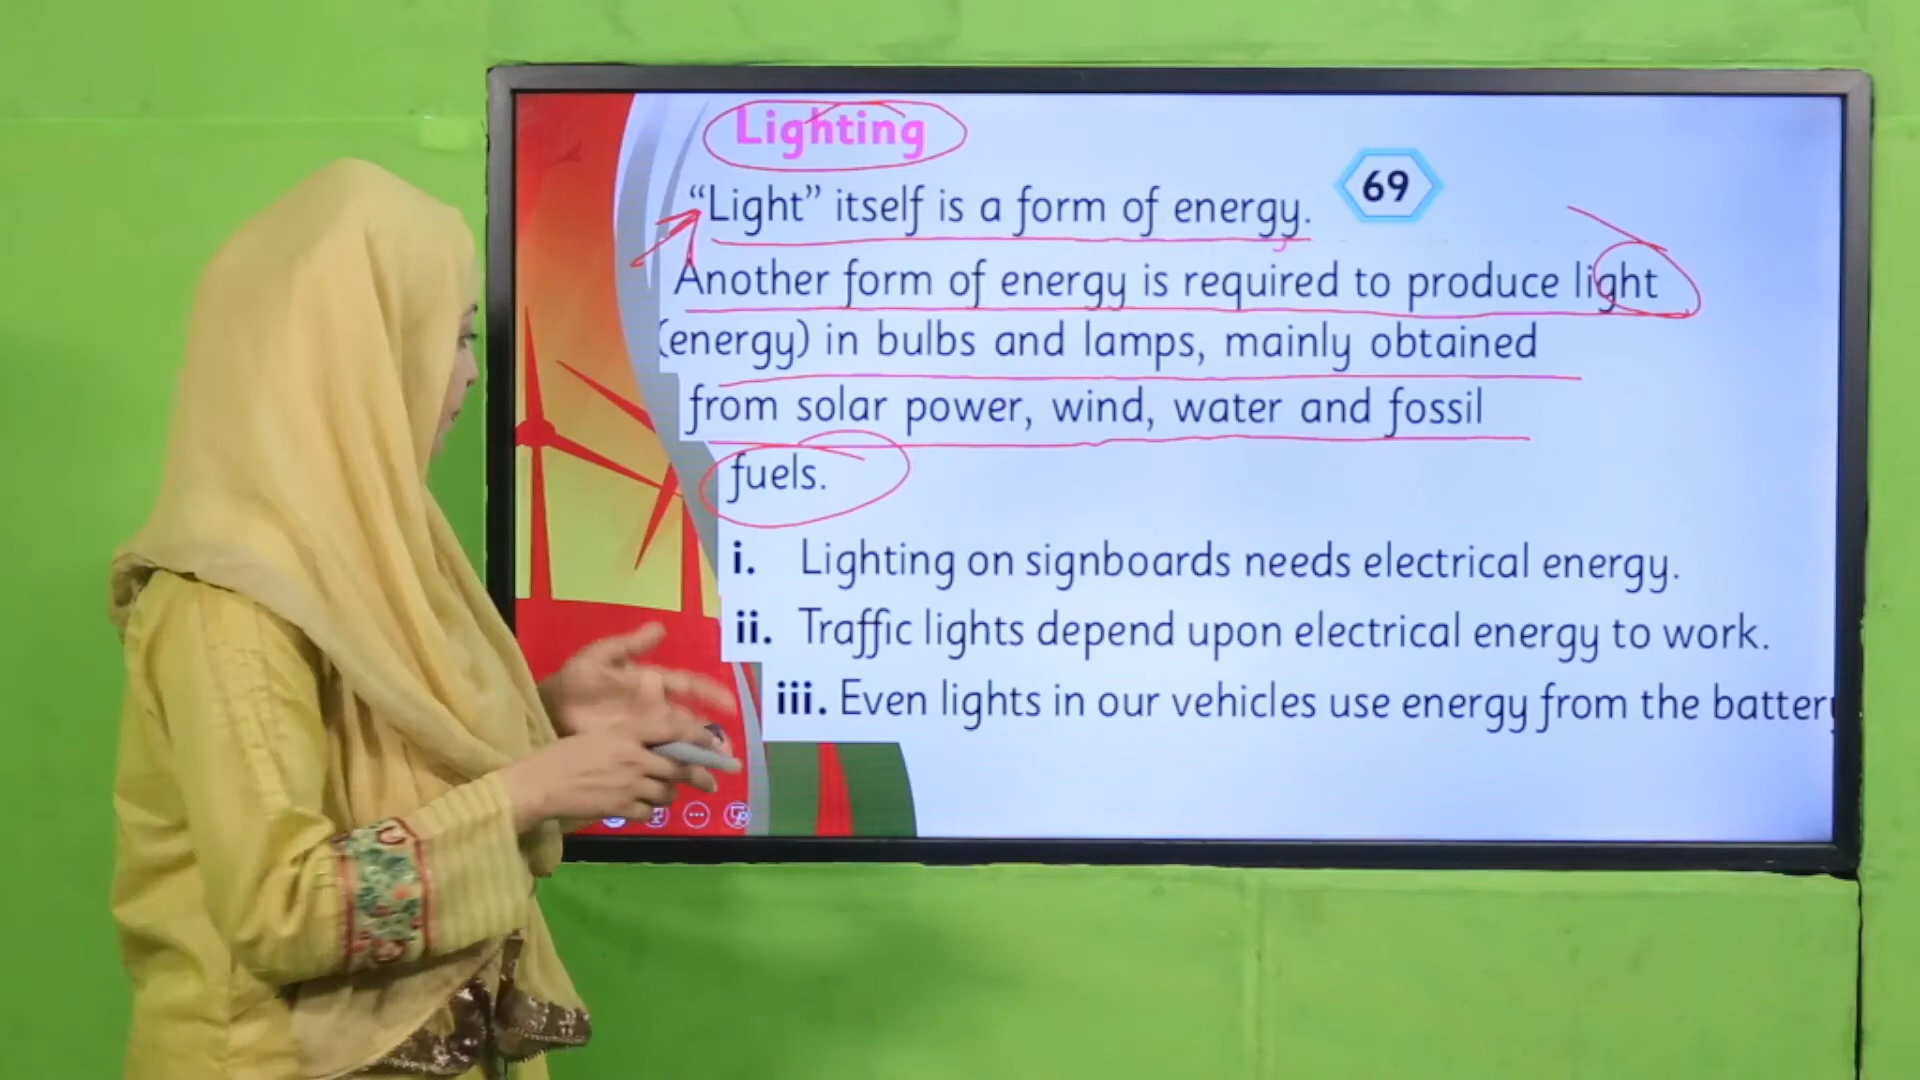 Lighting
69
“Light” itself is a form of energy.
Another form of energy is required to produce light
(energy) in bulbs and lamps, mainly obtained
from solar power, wind, water and fossil
fuels.
i. Lighting on signboards needs electrical energy.
ii. Traffic lights depend upon electrical energy to work.
iii. Even lights in our vehicles use energy from the battery